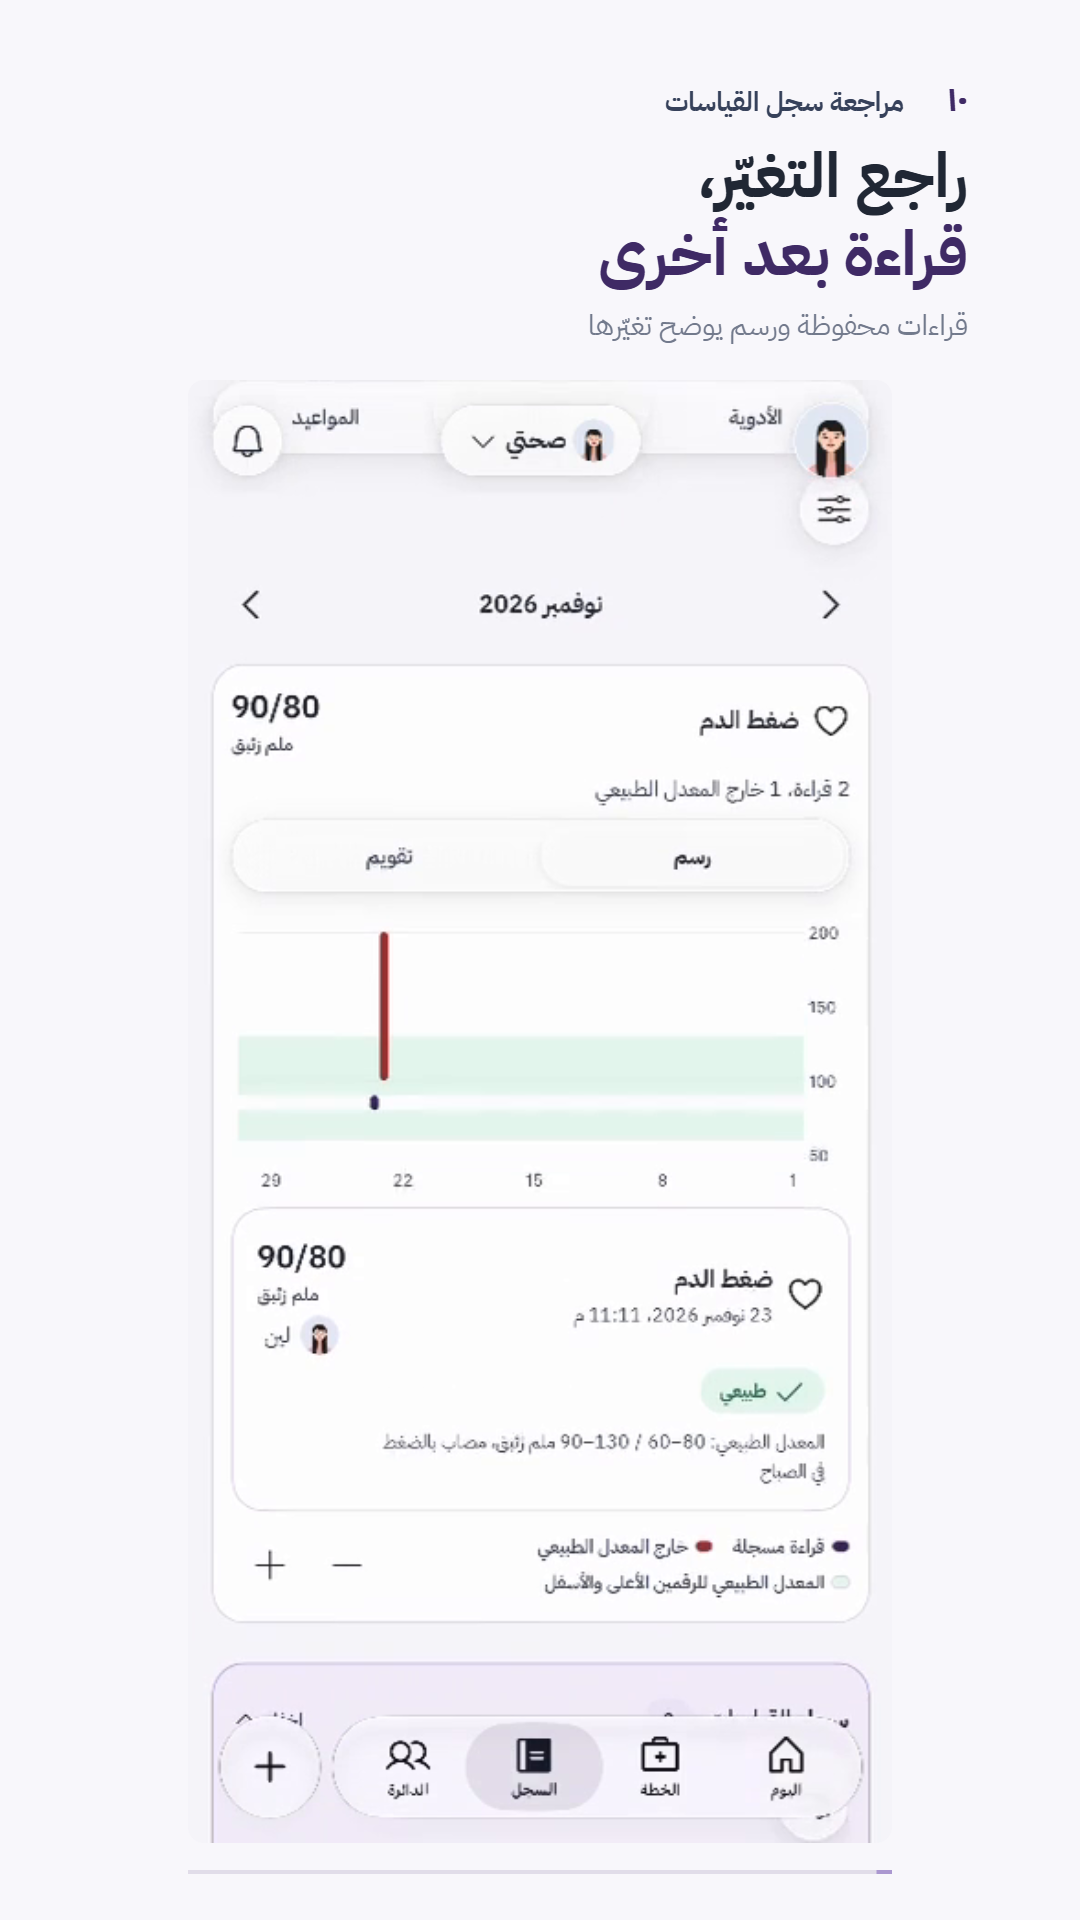 ١٠ مراجعة سجل القياسات
راجع التغيّر،
قراءة بعد أخرى
قراءات محفوظة ورسم يوضح تغيّرها
الأدوية
صحتي
المواعيد
نوفمبر 2026
ضغط الدم
90/80
ملم زئبق
2 قراءة، 1 خارج المعدل الطبيعي
رسم
تقويم
200
150
100
50
1 8 15 22 29
ضغط الدم
23 نوفمبر 2026، 11:11 م
90/80
ملم زئبق
لين
طبيعي
المعدل الطبيعي: 80–60 / 130–90 ملم زئبق، مصاب بالضغط
في الصباح
قراءة مسجلة
خارج المعدل الطبيعي
المعدل الطبيعي للرقمين الأعلى والأسفل
اليوم
الخطة
السجل
الدائرة